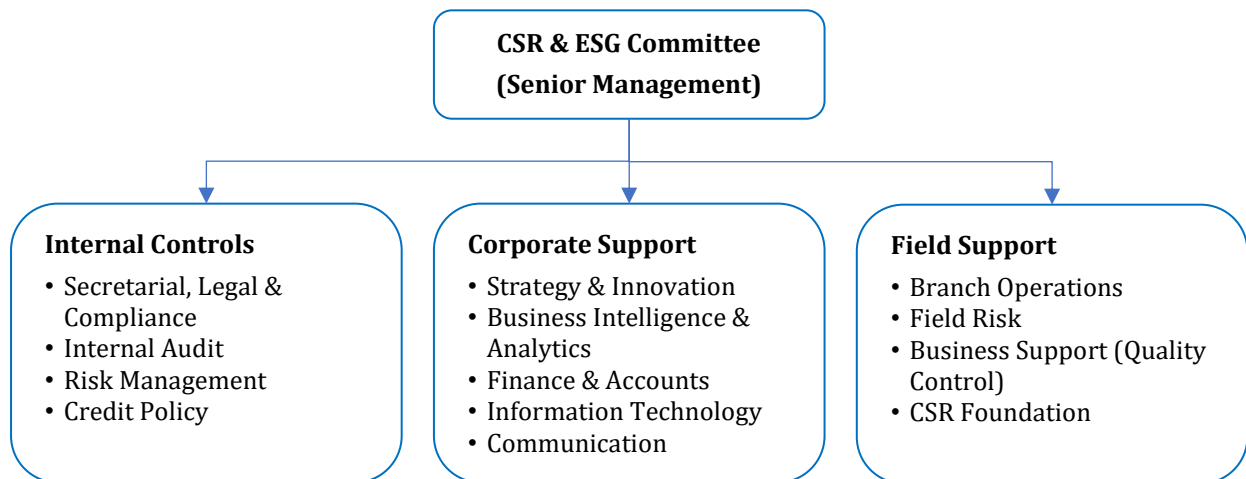 CSR & ESG Committee
(Senior Management)
Internal Controls
• Secretarial, Legal &
Compliance
• Internal Audit
• Risk Management
• Credit Policy
Corporate Support
• Strategy & Innovation
• Business Intelligence &
Analytics
• Finance & Accounts
• Information Technology
• Communication
Field Support
• Branch Operations
• Field Risk
• Business Support (Quality
Control)
• CSR Foundation